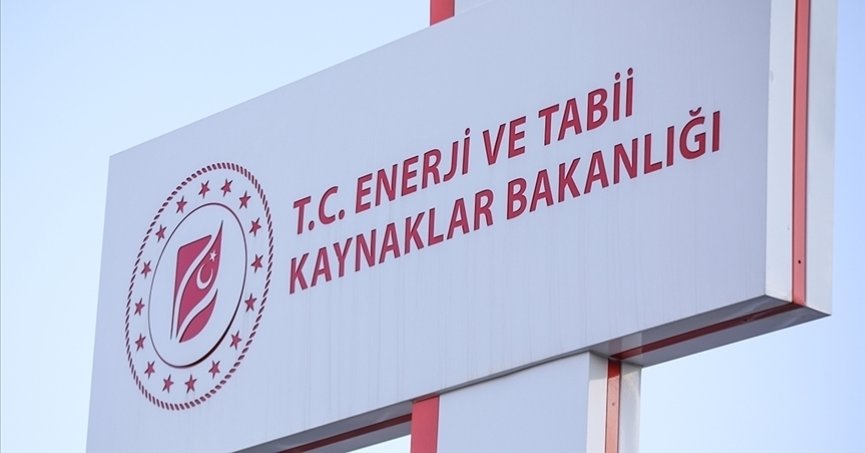 T.C. ENERJİ VE TABİİ
KAYNAKLAR BAKANLIĞI